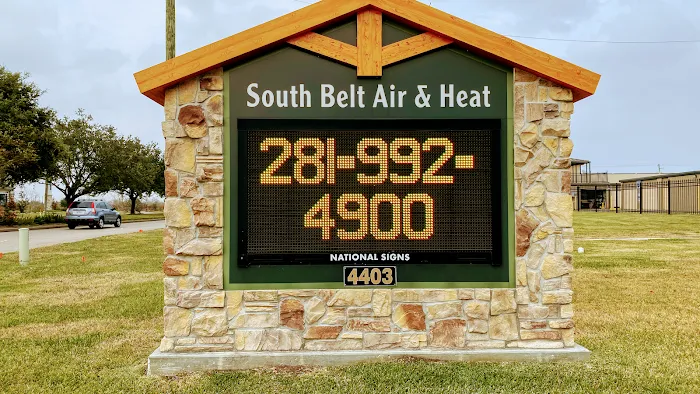 South Belt Air & Heat
281-992-
4900
NATIONAL SIGNS
4403